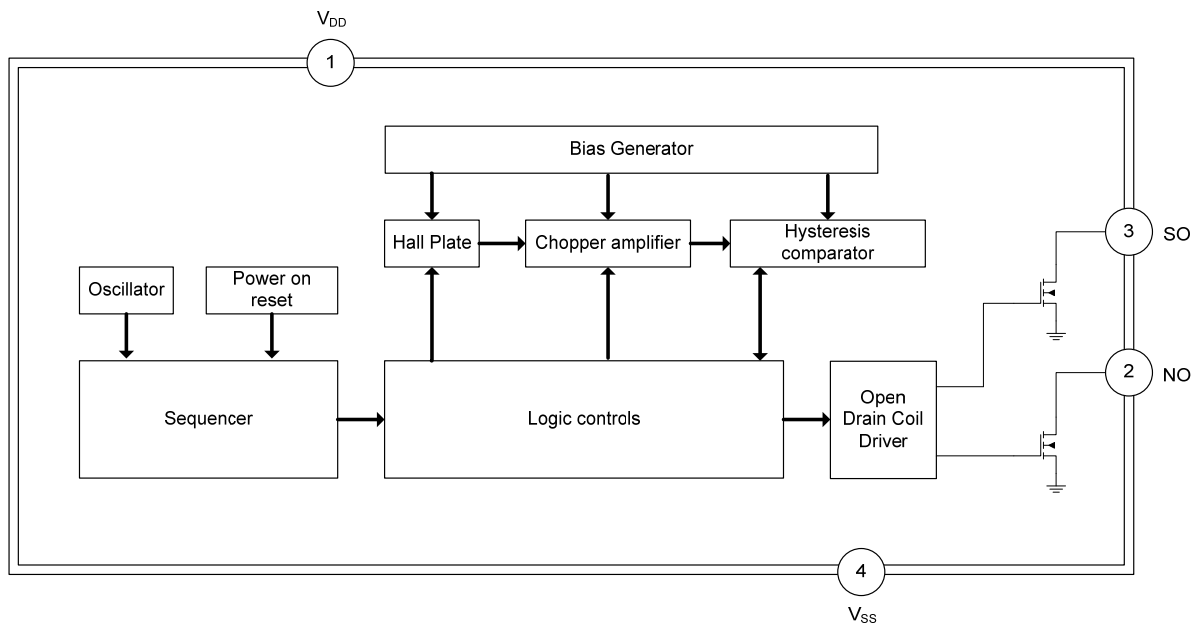 VDD
1
Bias Generator
Hall Plate
Chopper amplifier
Hysteresis
comparator
3
SO
Oscillator
Power on
reset
2
NO
Sequencer
Logic controls
Open
Drain Coil
Driver
4
VSS